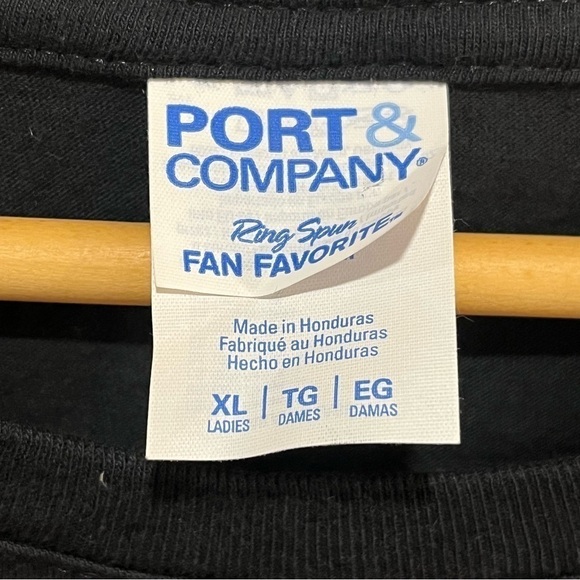 PORT &
COMPANY®
Ring Spun
FAN FAVORITE™
Made in Honduras
Fabriqué au Honduras
Hecho en Honduras
XL | TG | EG
LADIES DAMES DAMAS